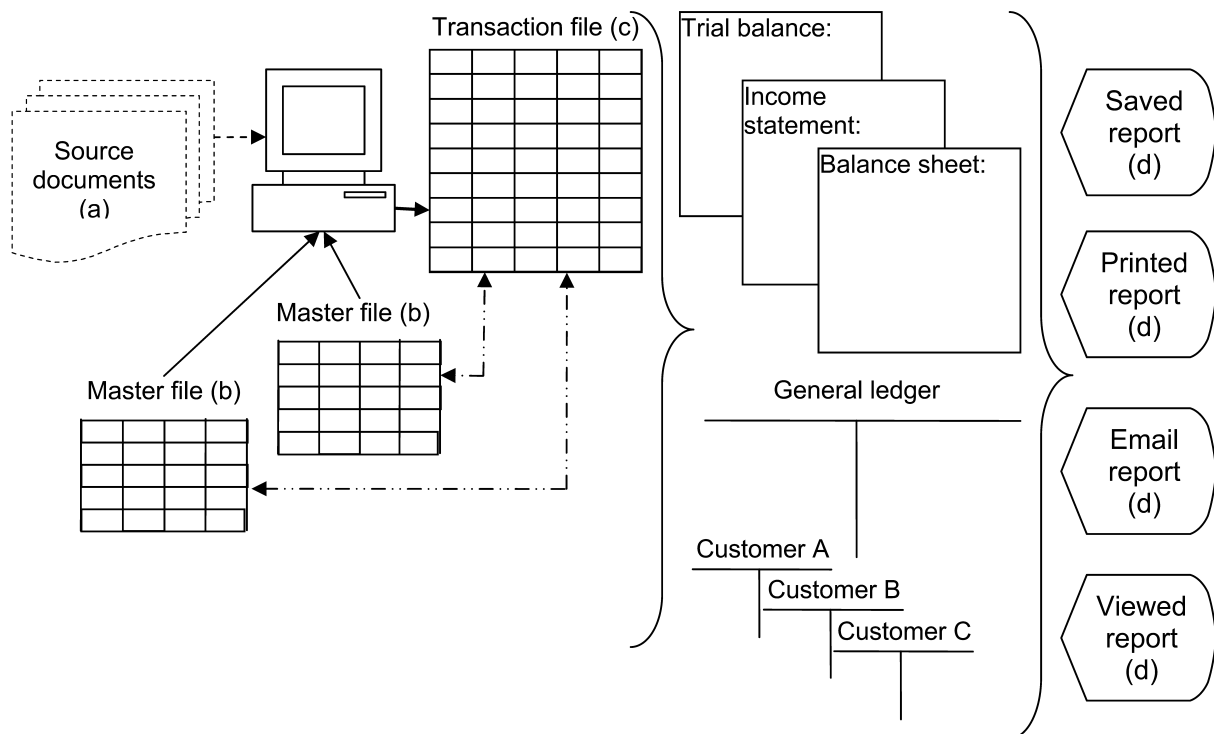 Transaction file (c)
Source
documents
(a)
Master file (b)
Master file (b)
Trial balance:
Income
statement:
Balance sheet:
General ledger
Customer A
Customer B
Customer C
Saved
report
(d)
Printed
report
(d)
Email
report
(d)
Viewed
report
(d)